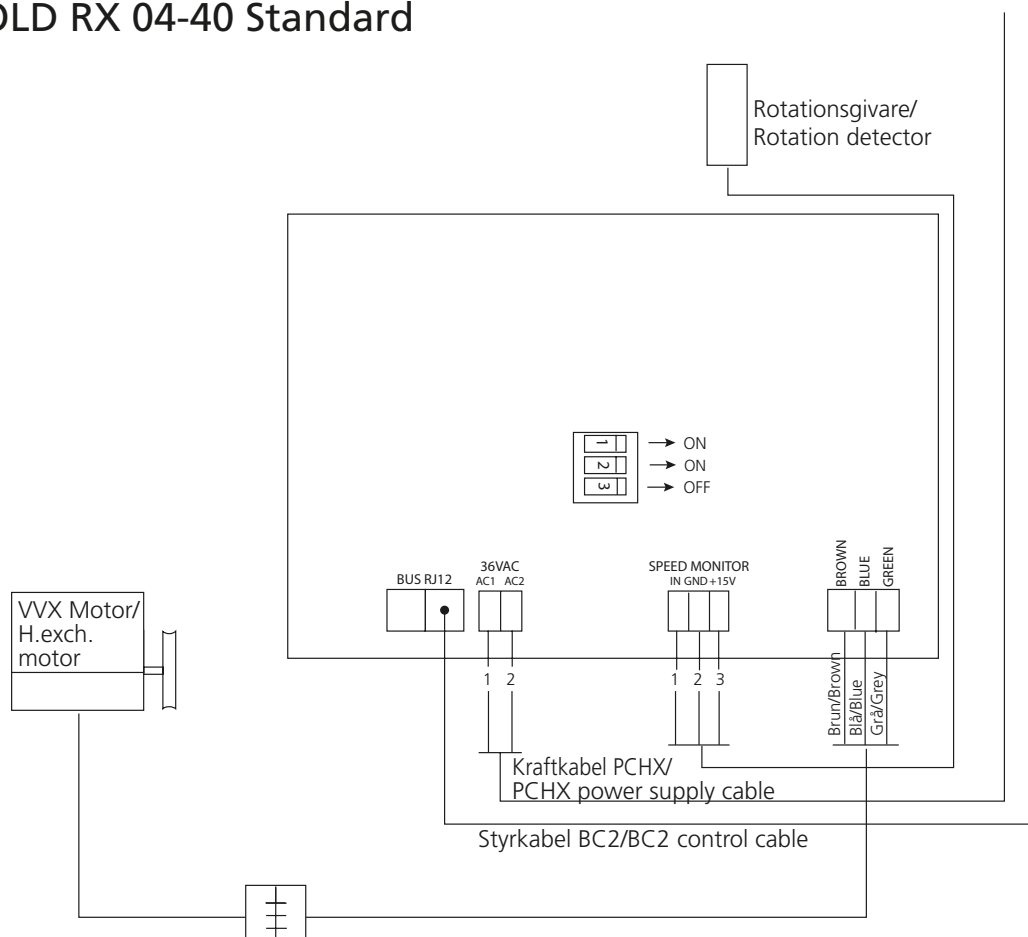 OLD RX 04-40 Standard
Rotationsgivare/
Rotation detector
1 ON
2 ON
3 OFF
BUS RJ12
36VAC
AC1 AC2
SPEED MONITOR
IN GND +15V
BROWN
BLUE
GREEN
VVX Motor/
H.exch.
motor
1 2
1 2 3
Brun/Brown
Blå/Blue
Grå/Grey
Kraftkabel PCHX/
PCHX power supply cable
Styrkabel BC2/BC2 control cable